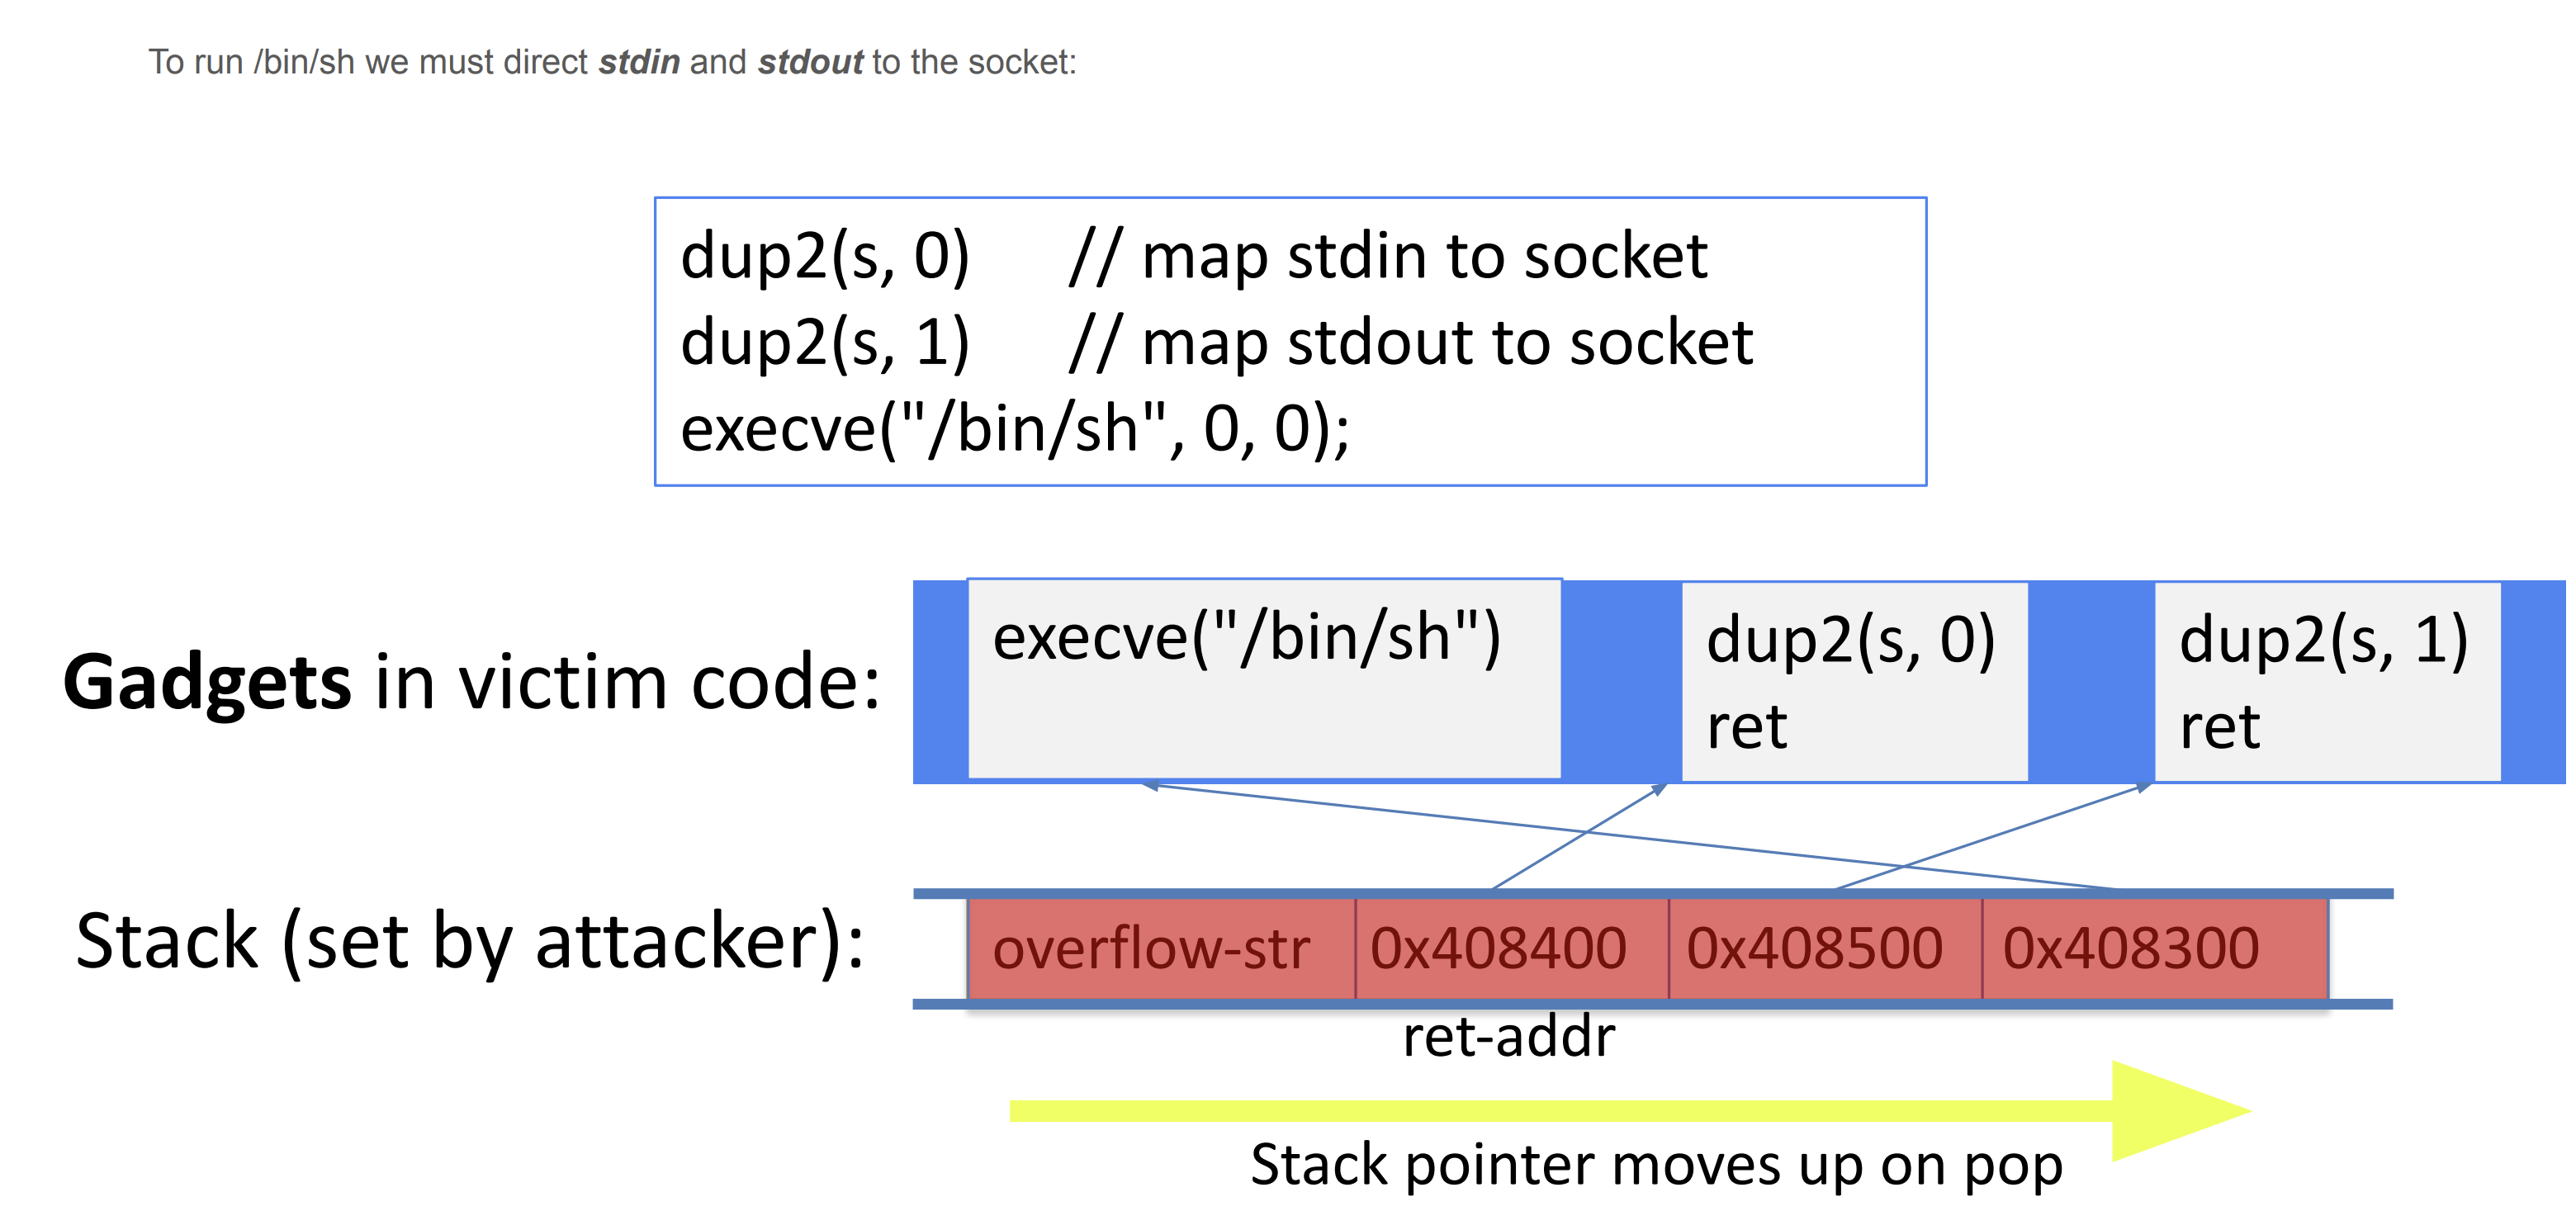 To run /bin/sh we must direct stdin and stdout to the socket:
dup2(s, 0) // map stdin to socket
dup2(s, 1) // map stdout to socket
execve("/bin/sh", 0, 0);
Gadgets in victim code:
execve("/bin/sh")
dup2(s, 0)
ret
dup2(s, 1)
ret
Stack (set by attacker):
overflow-str 0x408400 0x408500 0x408300
ret-addr
Stack pointer moves up on pop